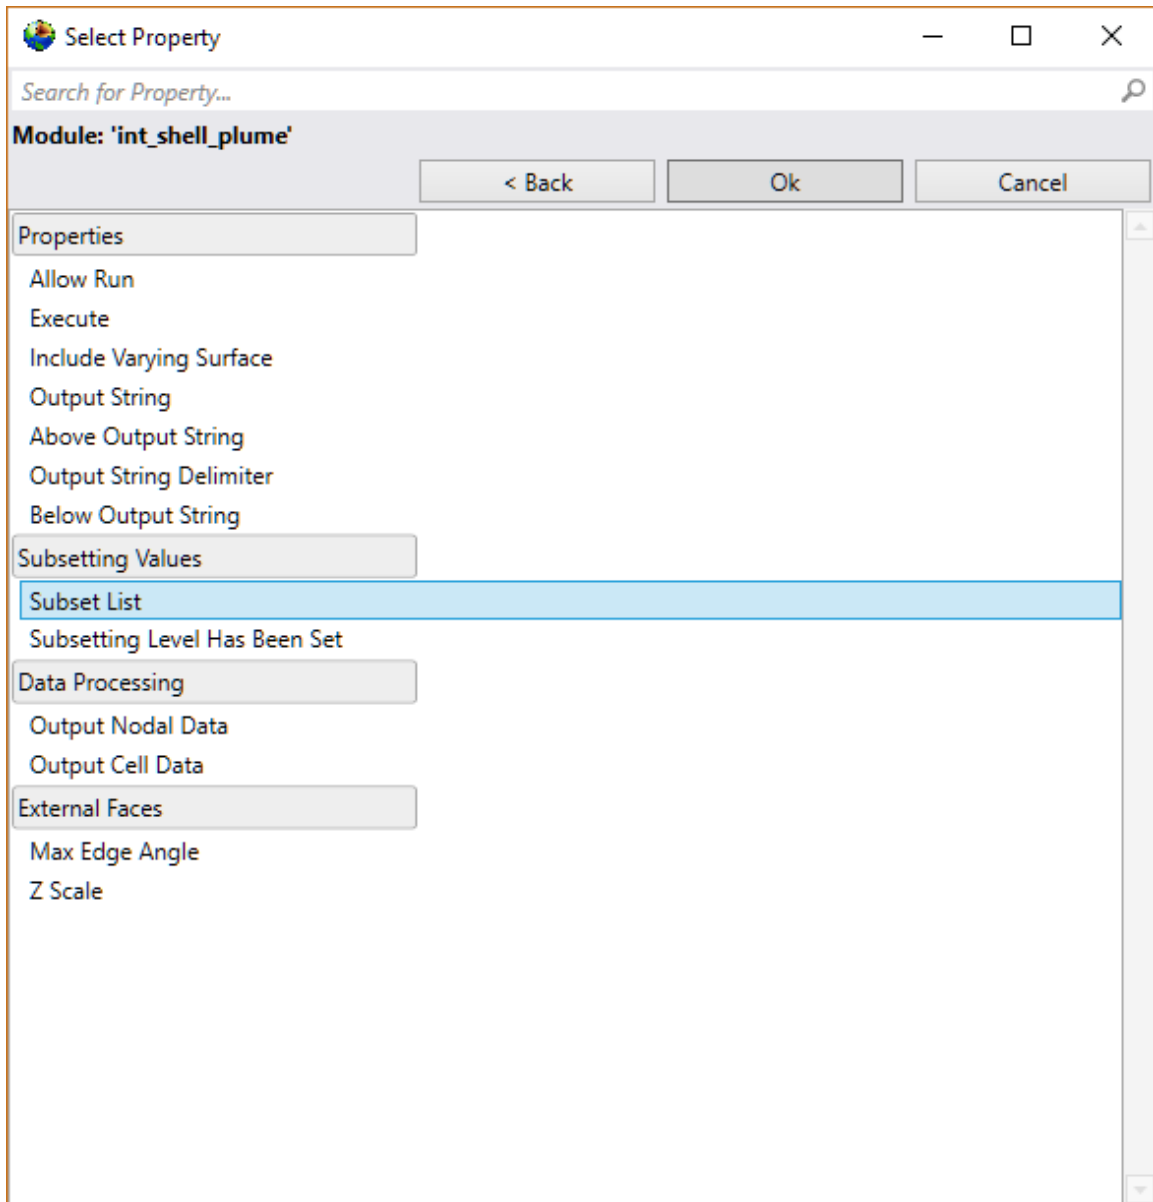 Select Property
Search for Property...
Module: 'int_shell_plume'
< Back Ok Cancel
Properties
Allow Run
Execute
Include Varying Surface
Output String
Above Output String
Output String Delimiter
Below Output String
Subsetting Values
Subset List
Subsetting Level Has Been Set
Data Processing
Output Nodal Data
Output Cell Data
External Faces
Max Edge Angle
Z Scale